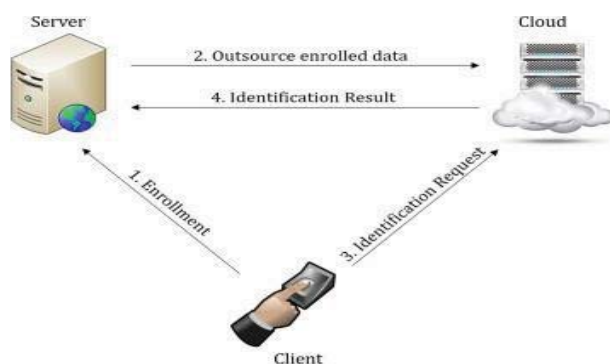 Server
Cloud
2. Outsource enrolled data
4. Identification Result
1. Enrollment
3. Identification Request
Client